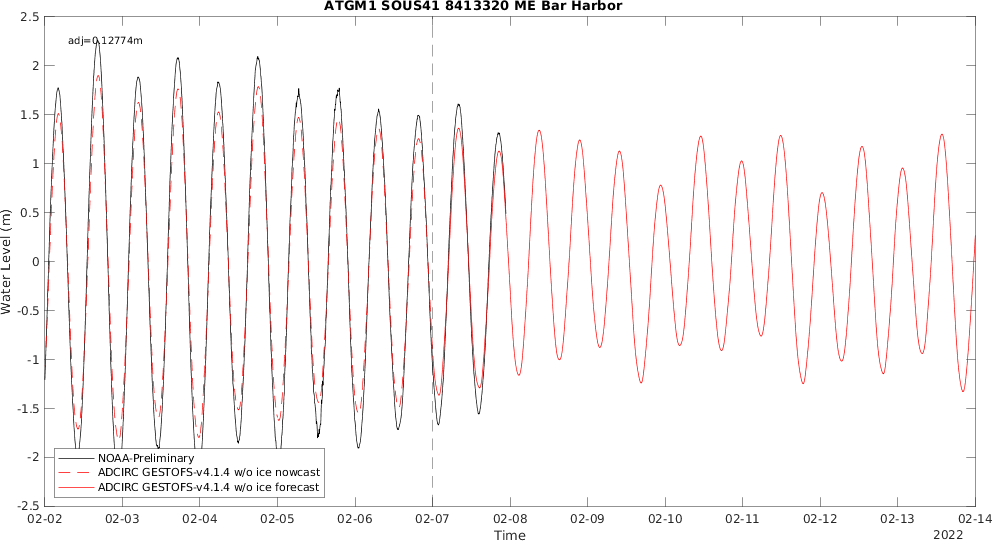 ATGM1 SOUS41 8413320 ME Bar Harbor
adj=0.12774m
2.5
2
1.5
1
0.5
0
-0.5
-1
-1.5
-2
-2.5
Water Level (m)
NOAA-Preliminary
ADCIRC GESTOFS-v4.1.4 w/o ice nowcast
ADCIRC GESTOFS-v4.1.4 w/o ice forecast
02-02 02-03 02-04 02-05 02-06 02-07 02-08 02-09 02-10 02-11 02-12 02-13 02-14
Time
2022